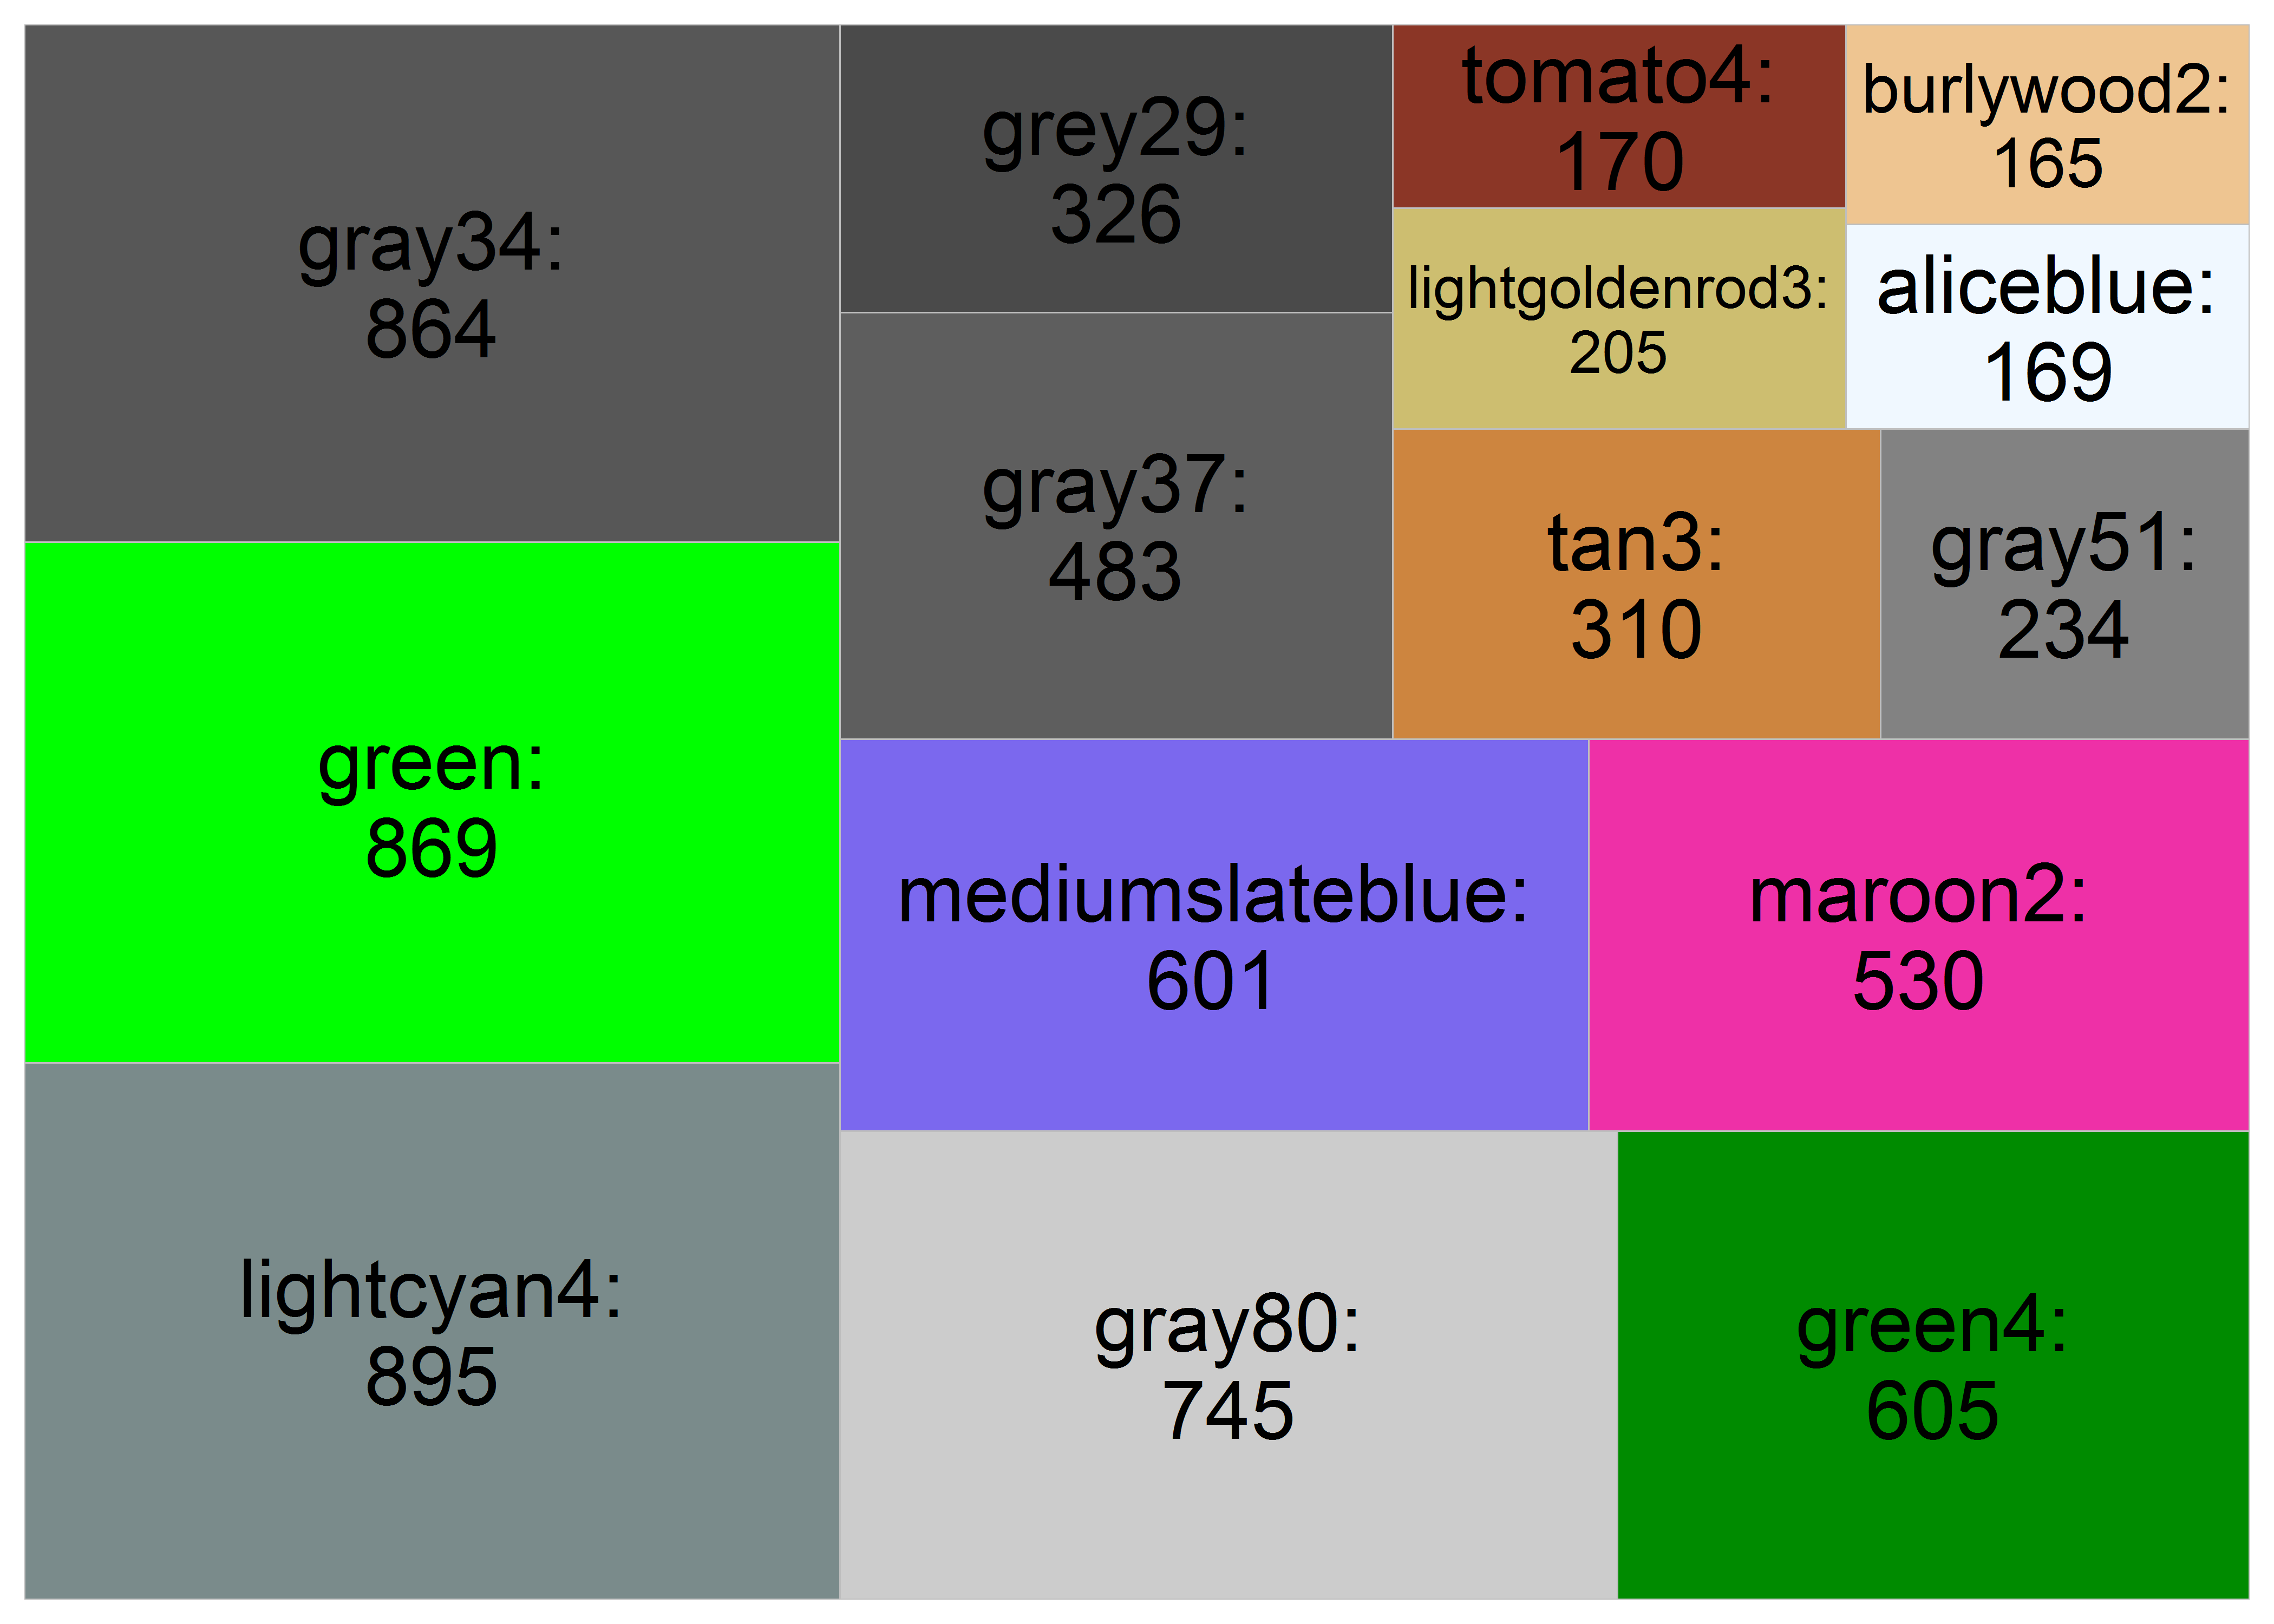 gray34:
864
grey29:
326
tomato4:
170
burlywood2:
165
lightgoldenrod3:
205
aliceblue:
169
gray37:
483
tan3:
310
gray51:
234
green:
869
mediumslateblue:
601
maroon2:
530
lightcyan4:
895
gray80:
745
green4:
605